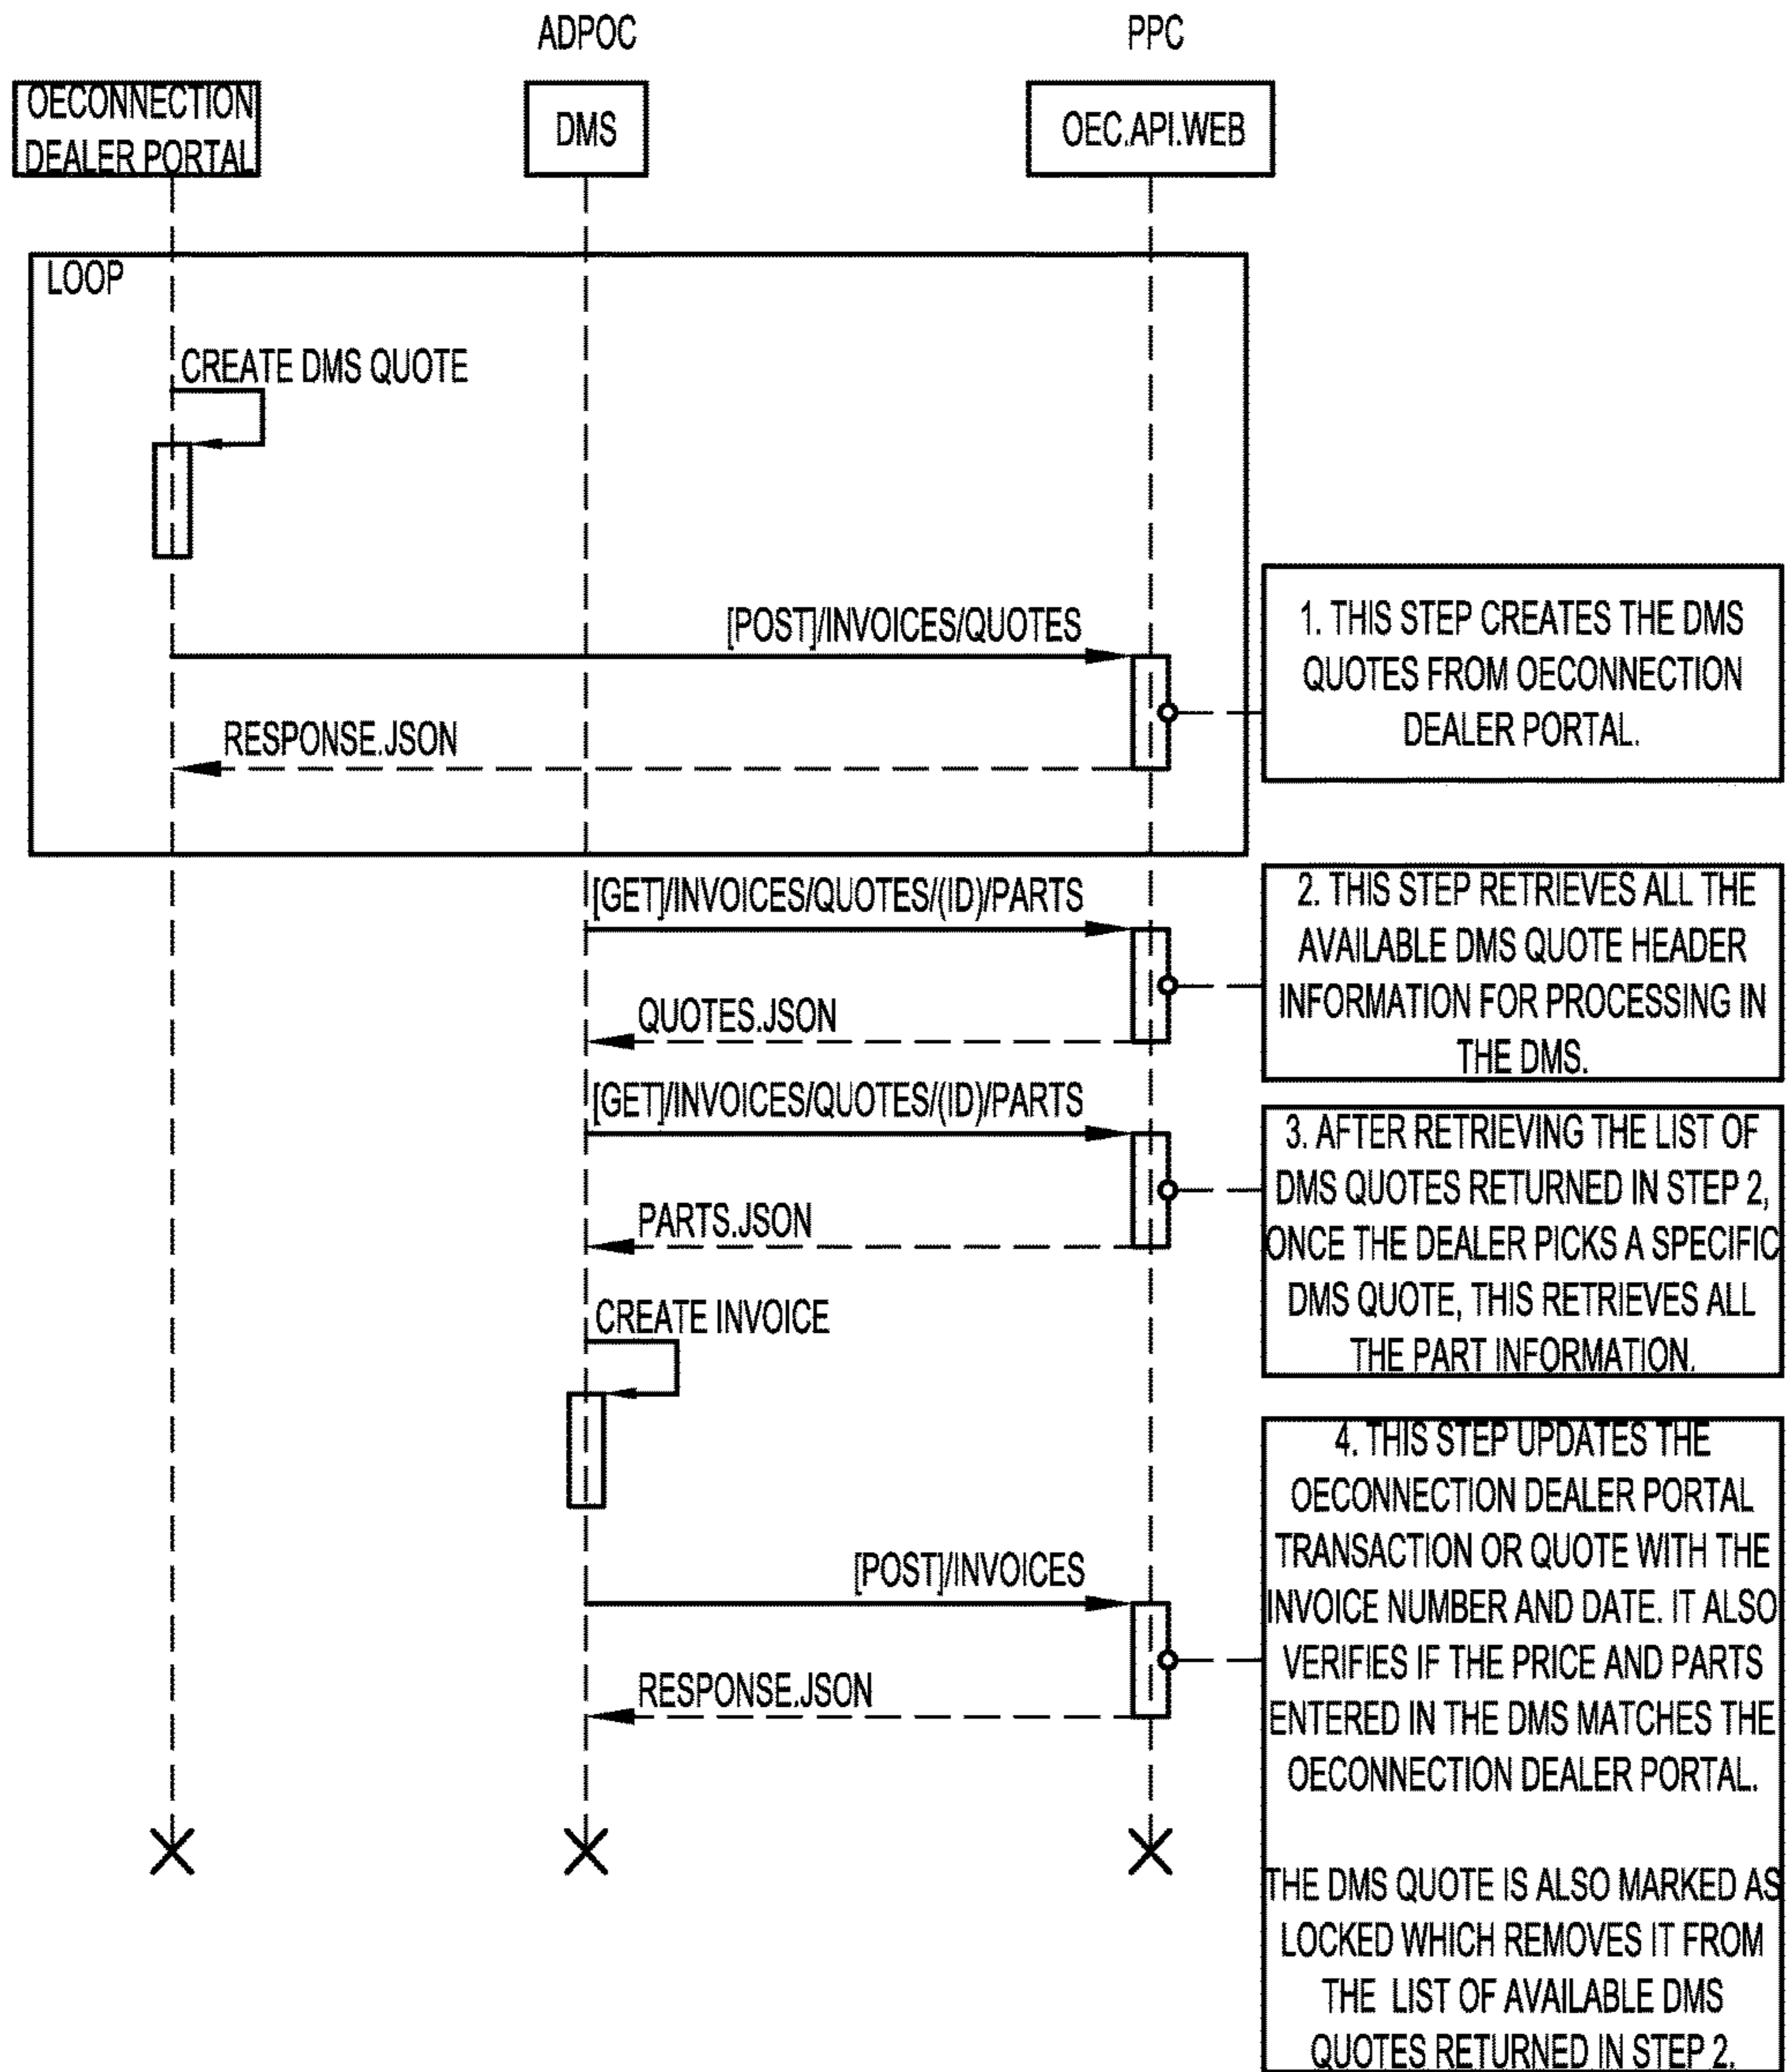 ADPOC
PPC
OECONNECTION
DEALER PORTAL
DMS
OEC.API.WEB
LOOP
CREATE DMS QUOTE
[POST]/INVOICES/QUOTES
RESPONSE.JSON
1. THIS STEP CREATES THE DMS
QUOTES FROM OECONNECTION
DEALER PORTAL.
[GET]/INVOICES/QUOTES/(ID)/PARTS
QUOTES.JSON
2. THIS STEP RETRIEVES ALL THE
AVAILABLE DMS QUOTE HEADER
INFORMATION FOR PROCESSING IN
THE DMS.
[GET]/INVOICES/QUOTES/(ID)/PARTS
PARTS.JSON
3. AFTER RETRIEVING THE LIST OF
DMS QUOTES RETURNED IN STEP 2,
ONCE THE DEALER PICKS A SPECIFIC
DMS QUOTE, THIS RETRIEVES ALL
THE PART INFORMATION.
CREATE INVOICE
[POST]/INVOICES
RESPONSE.JSON
4. THIS STEP UPDATES THE
OECONNECTION DEALER PORTAL
TRANSACTION OR QUOTE WITH THE
INVOICE NUMBER AND DATE. IT ALSO
VERIFIES IF THE PRICE AND PARTS
ENTERED IN THE DMS MATCHES THE
OECONNECTION DEALER PORTAL.
THE DMS QUOTE IS ALSO MARKED AS
LOCKED WHICH REMOVES IT FROM
THE LIST OF AVAILABLE DMS
QUOTES RETURNED IN STEP 2.